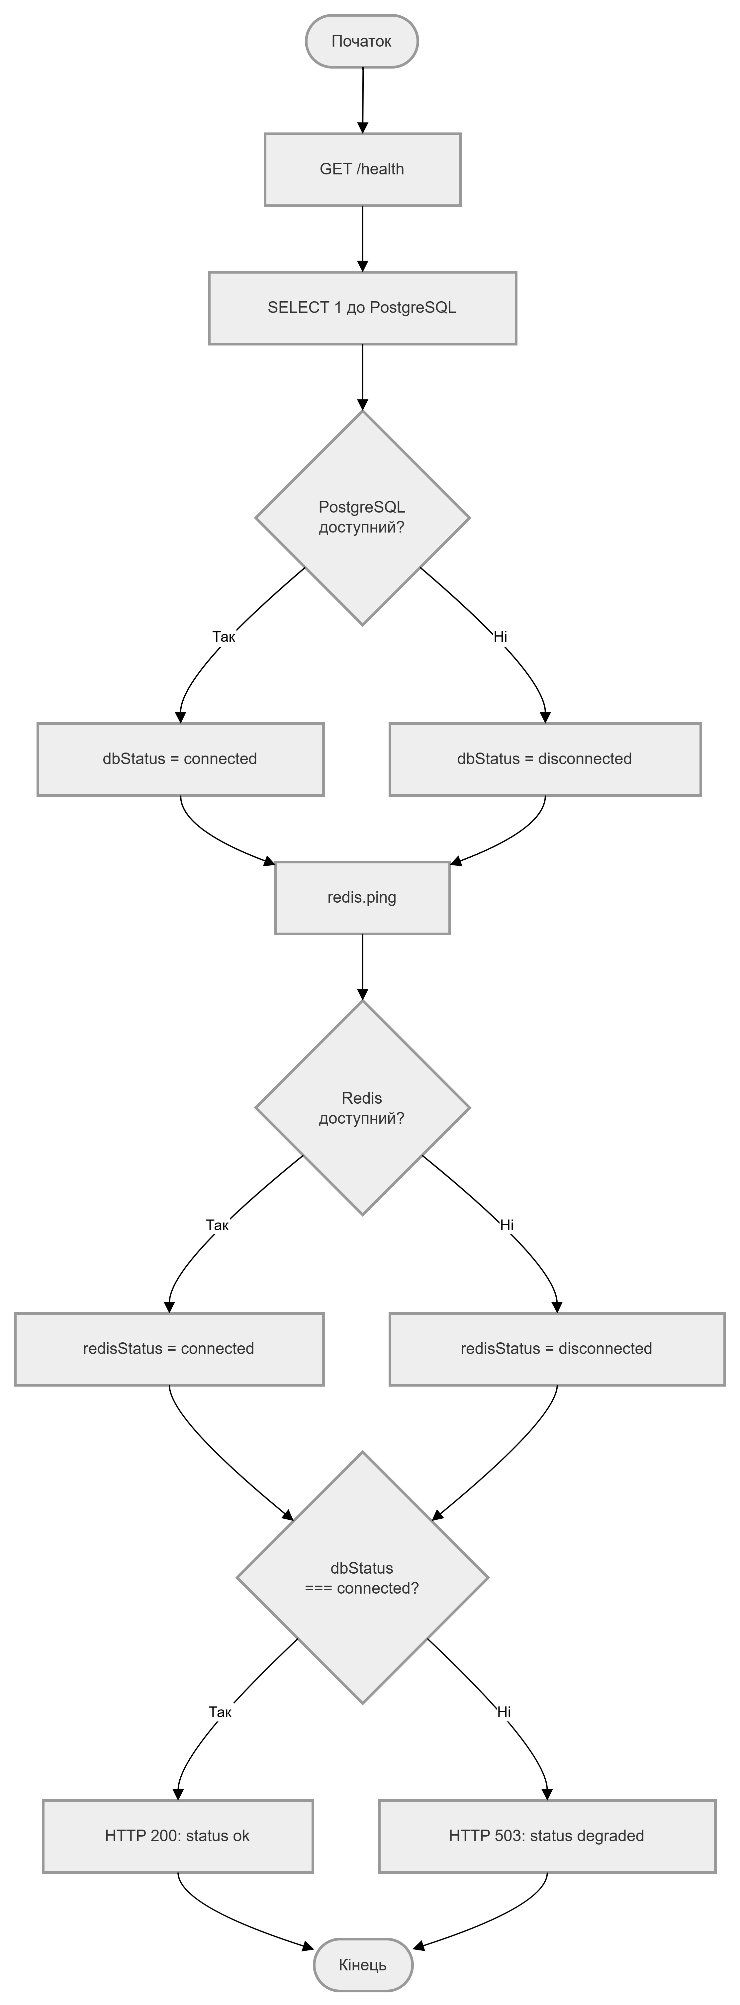 Початок
GET /health
SELECT 1 до PostgreSQL
PostgreSQL
доступний?
Так
Ні
dbStatus = connected
dbStatus = disconnected
redis.ping
Redis
доступний?
Так
Ні
redisStatus = connected
redisStatus = disconnected
dbStatus
=== connected?
Так
Ні
HTTP 200: status ok
HTTP 503: status degraded
Кінець